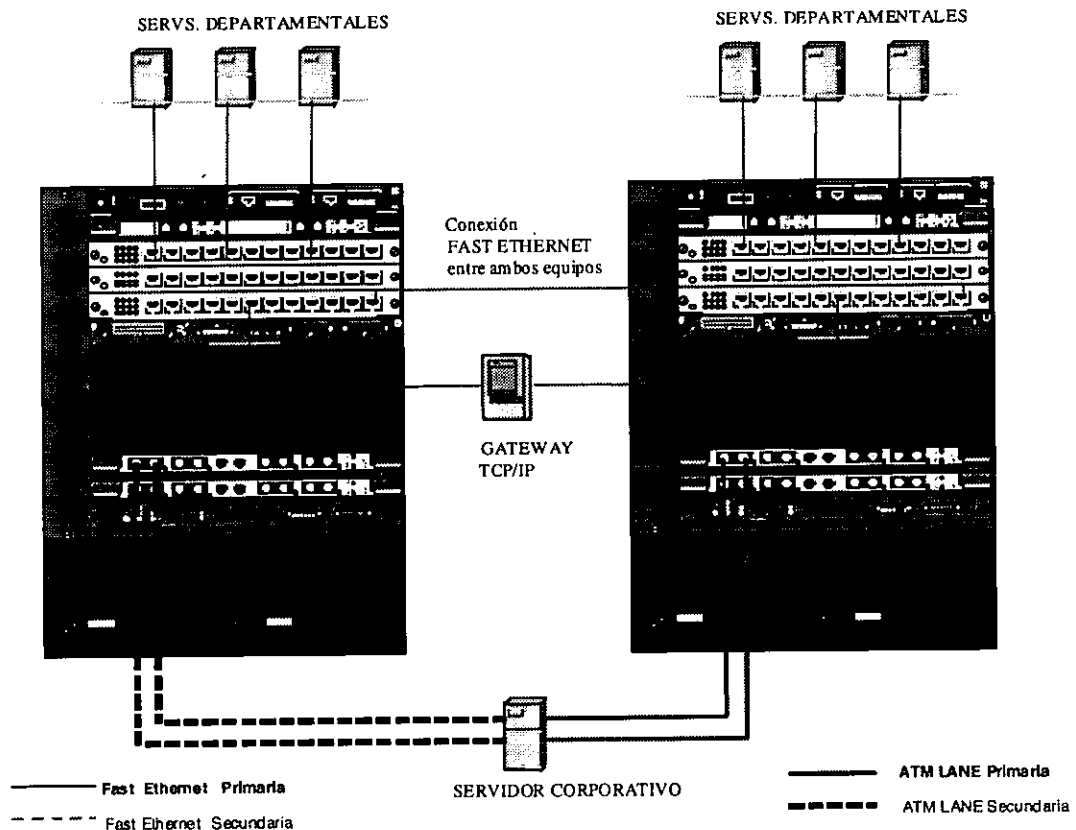 SERVS. DEPARTAMENTALES
SERVS. DEPARTAMENTALES
Conexión
FAST ETHERNET
entre ambos equipos
GATEWAY
TCP/IP
SERVIDOR CORPORATIVO
Fast Ethernet Primaria
Fast Ethernet Secundaria
ATM LANE Primaria
ATM LANE Secundaria